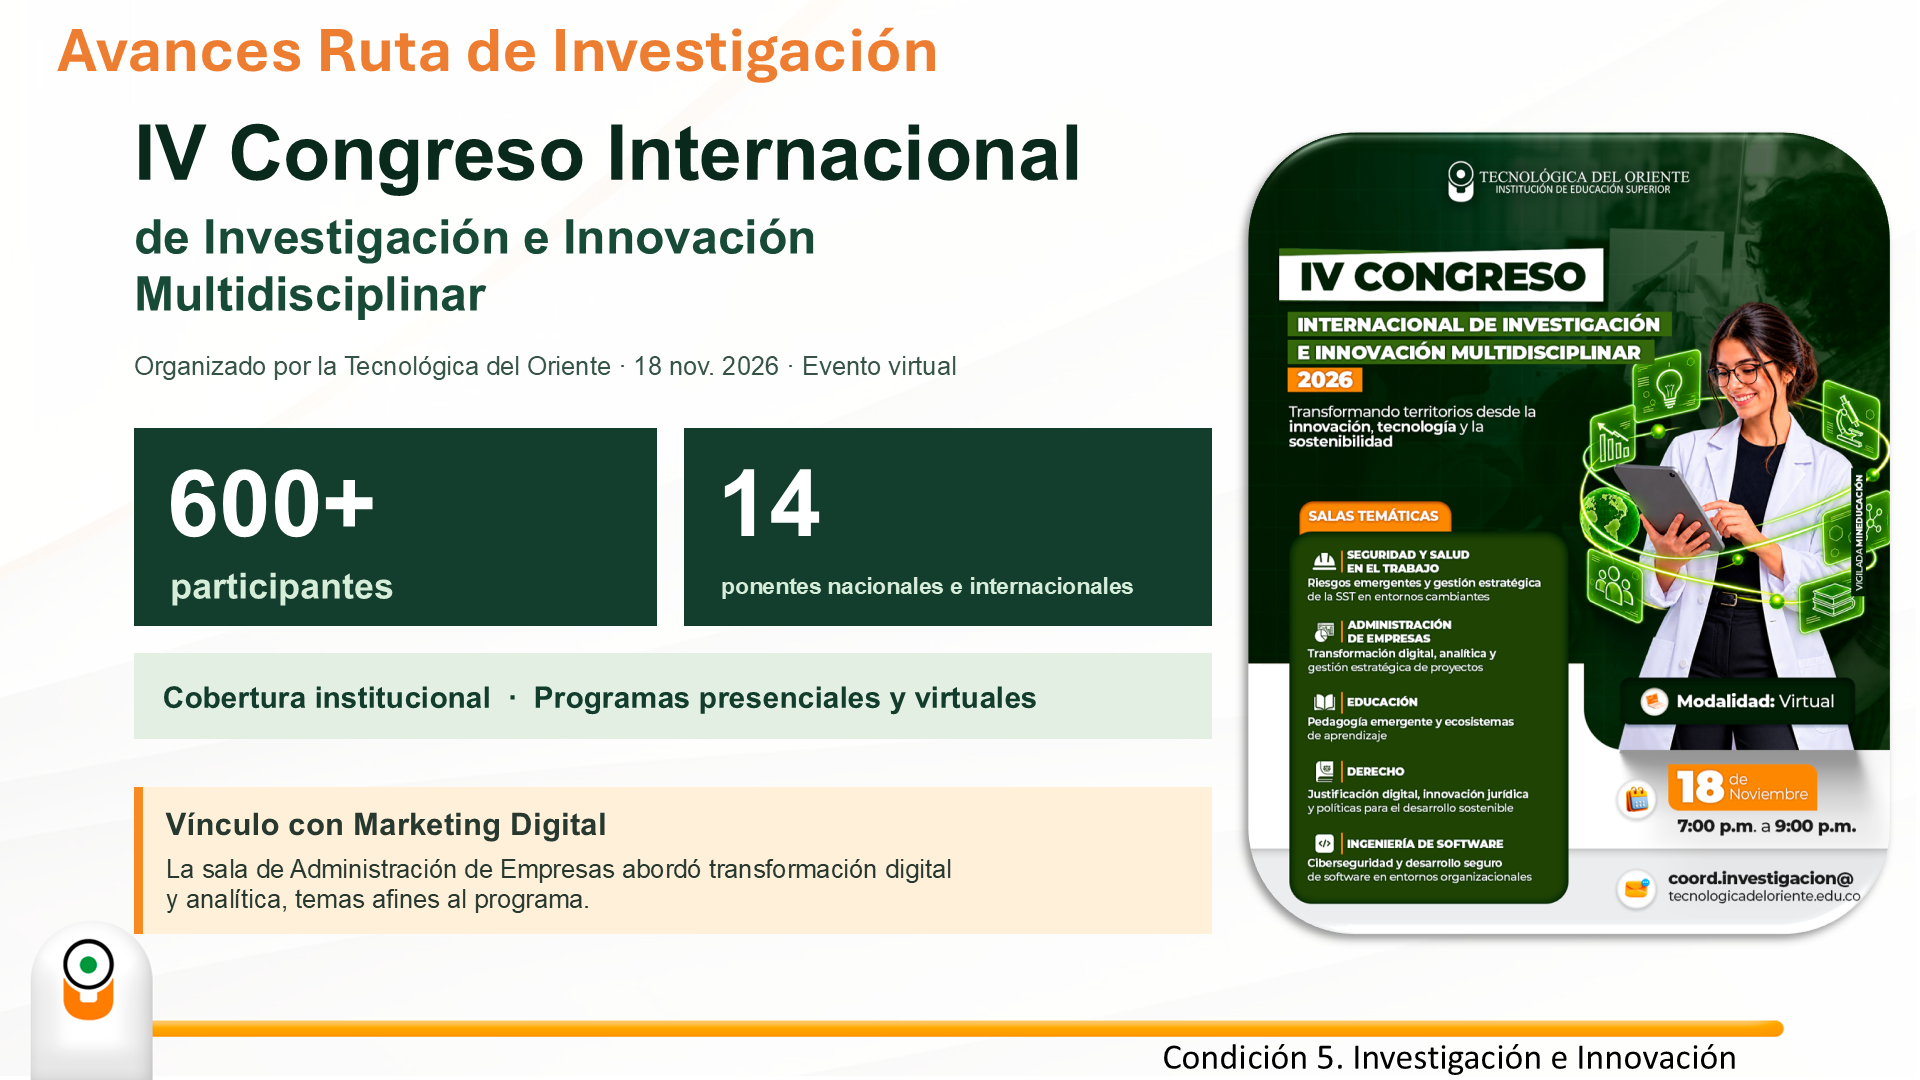 Avances Ruta de Investigación
IV Congreso Internacional
de Investigación e Innovación
Multidisciplinar
Organizado por la Tecnológica del Oriente · 18 nov. 2026 · Evento virtual
600+
participantes
14
ponentes nacionales e internacionales
Cobertura institucional · Programas presenciales y virtuales
Vínculo con Marketing Digital
La sala de Administración de Empresas abordó transformación digital
y analítica, temas afines al programa.
TECNOLÓGICA DEL ORIENTE
INSTITUCIÓN DE EDUCACIÓN SUPERIOR
IV CONGRESO
INTERNACIONAL DE INVESTIGACIÓN
E INNOVACIÓN MULTIDISCIPLINAR
2026
Transformando territorios desde la
innovación, tecnología y la
sostenibilidad
SALAS TEMÁTICAS
SEGURIDAD Y SALUD
EN EL TRABAJO
Riesgos emergentes y gestión estratégica
de la SST en entornos cambiantes
ADMINISTRACIÓN
DE EMPRESAS
Transformación digital, analítica y
gestión estratégica de proyectos
EDUCACIÓN
Pedagogía emergente y ecosistemas
de aprendizaje
DERECHO
Justificación digital, innovación jurídica
y políticas para el desarrollo sostenible
INGENIERÍA DE SOFTWARE
Ciberseguridad y desarrollo seguro
de software en entornos organizacionales
VIGILADA MINEDUCACIÓN
Modalidad: Virtual
18 de
Noviembre
7:00 p.m. a 9:00 p.m.
coord.investigacion@
tecnologicadeloriente.edu.co
Condición 5. Investigación e Innovación